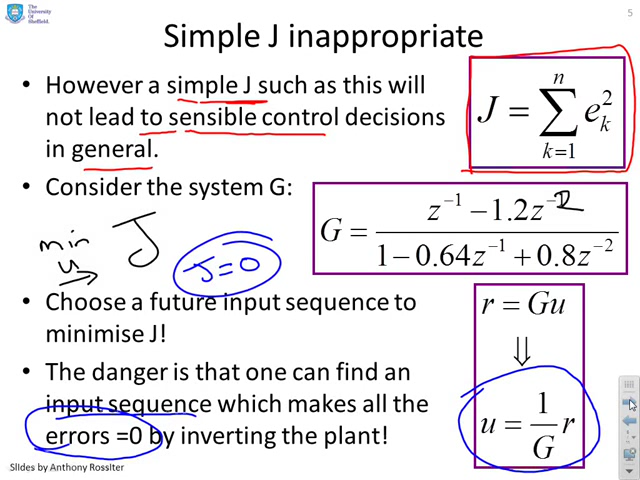 The
University
Of
Sheffield.
5
Simple J inappropriate
• However a simple J such as this will
not lead to sensible control decisions
in general.
J = \sum_{k=1}^{n} e_k^2
• Consider the system G:
G = \frac{z^{-1} - 1.2z^{-2}}{1 - 0.64z^{-1} + 0.8z^{-2}}
min J
u
J=0
• Choose a future input sequence to
minimise J!
r = Gu
⇓
u = \frac{1}{G} r
• The danger is that one can find an
input sequence which makes all the
errors =0 by inverting the plant!
Slides by Anthony Rossiter